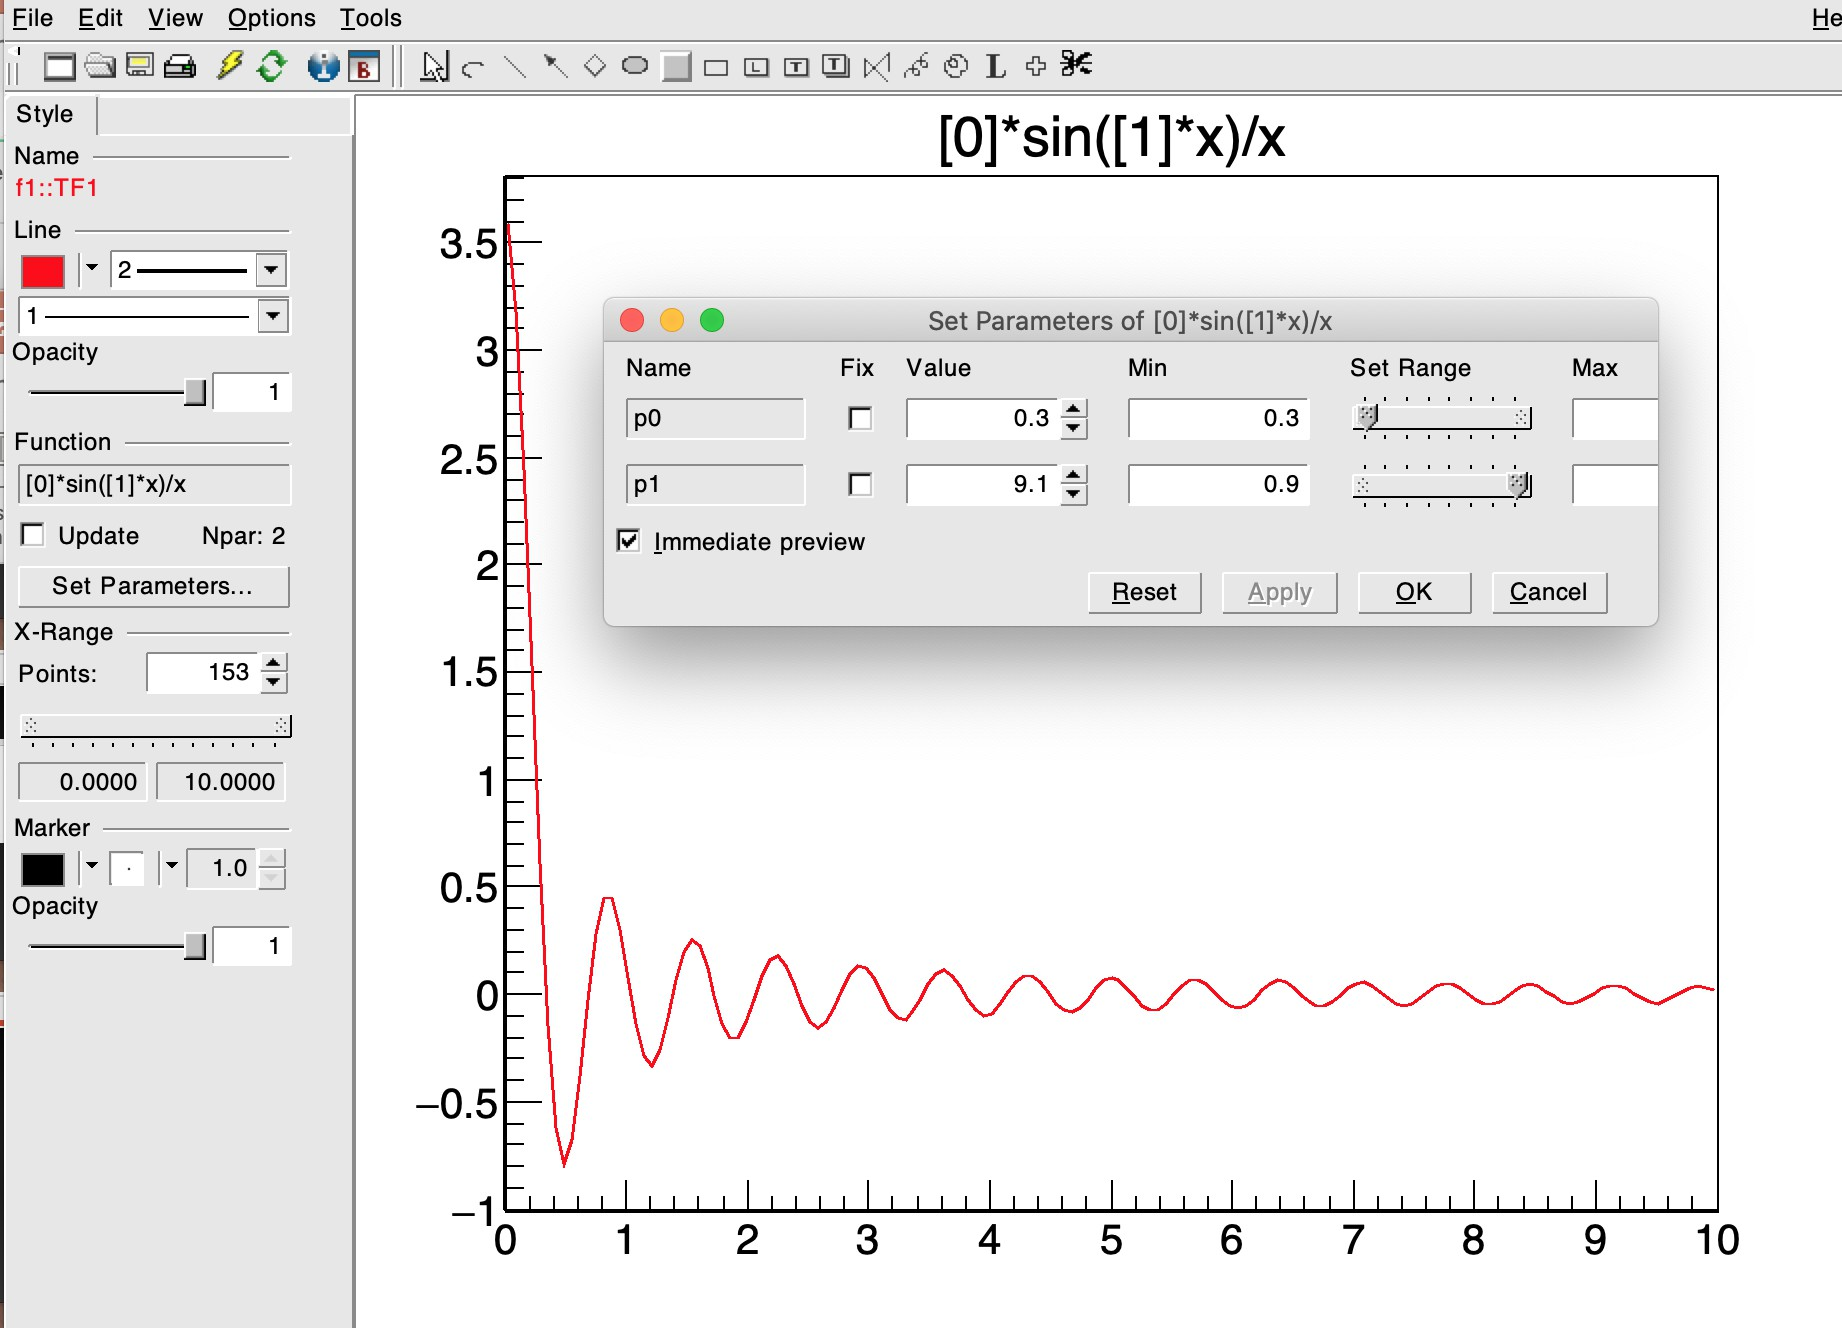 File Edit View Options Tools He
Style
Name
f1::TF1
Line
2
1
Opacity
1
Function
[0]*sin([1]*x)/x
Update Npar: 2
Set Parameters...
X-Range
Points: 153
0.0000 10.0000
Marker
1.0
Opacity
1
[0]*sin([1]*x)/x
3.5
3
2.5
2
1.5
1
0.5
0
−0.5
−1
0 1 2 3 4 5 6 7 8 9 10
Set Parameters of [0]*sin([1]*x)/x
Name Fix Value Min Set Range Max
p0 0.3 0.3
p1 9.1 0.9
Immediate preview
Reset Apply OK Cancel